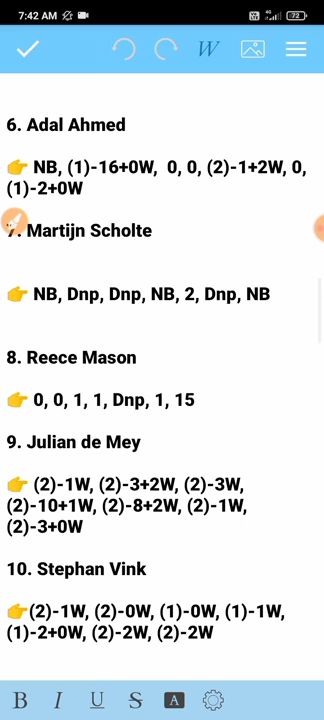 7:42 AM
72
W
6. Adal Ahmed
👉 NB, (1)-16+0W, 0, 0, (2)-1+2W, 0,
(1)-2+0W
7. Martijn Scholte
👉 NB, Dnp, Dnp, NB, 2, Dnp, NB
8. Reece Mason
👉 0, 0, 1, 1, Dnp, 1, 15
9. Julian de Mey
👉 (2)-1W, (2)-3+2W, (2)-3W,
(2)-10+1W, (2)-8+2W, (2)-1W,
(2)-3+0W
10. Stephan Vink
👉(2)-1W, (2)-0W, (1)-0W, (1)-1W,
(1)-2+0W, (2)-2W, (2)-2W
B I U S A